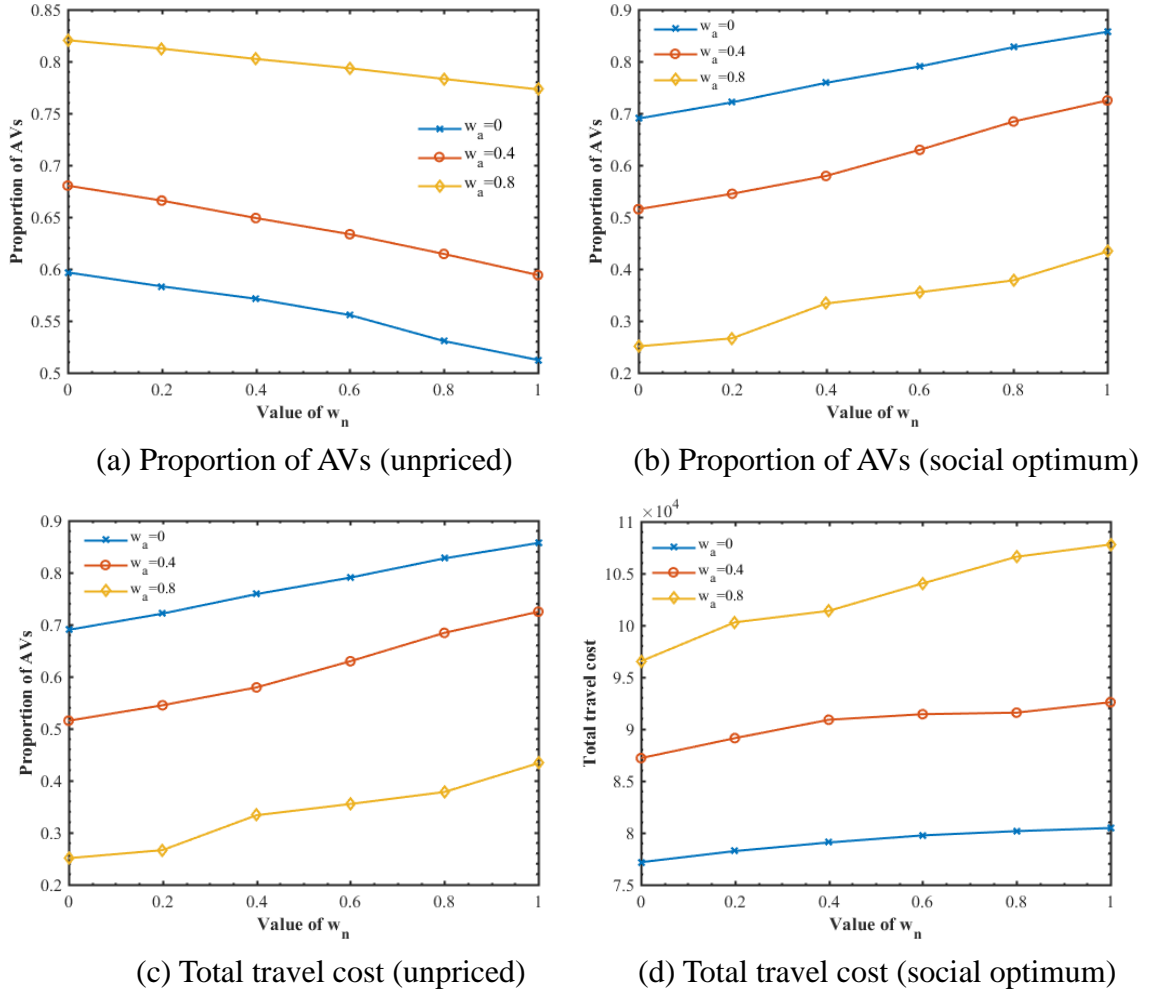 0.85
0.8
0.75
0.7
0.65
0.6
0.55
0.5
Proportion of AVs
w_a=0
w_a=0.4
w_a=0.8
0 0.2 0.4 0.6 0.8 1
Value of w_n
(a) Proportion of AVs (unpriced)
0.9
0.8
0.7
0.6
0.5
0.4
0.3
0.2
Proportion of AVs
w_a=0
w_a=0.4
w_a=0.8
0 0.2 0.4 0.6 0.8 1
Value of w_n
(b) Proportion of AVs (social optimum)
0.9
0.8
0.7
0.6
0.5
0.4
0.3
0.2
Proportion of AVs
w_a=0
w_a=0.4
w_a=0.8
0 0.2 0.4 0.6 0.8 1
Value of w_n
(c) Total travel cost (unpriced)
×10^4
11
10.5
10
9.5
9
8.5
8
7.5
Total travel cost
w_a=0
w_a=0.4
w_a=0.8
0 0.2 0.4 0.6 0.8 1
Value of w_n
(d) Total travel cost (social optimum)